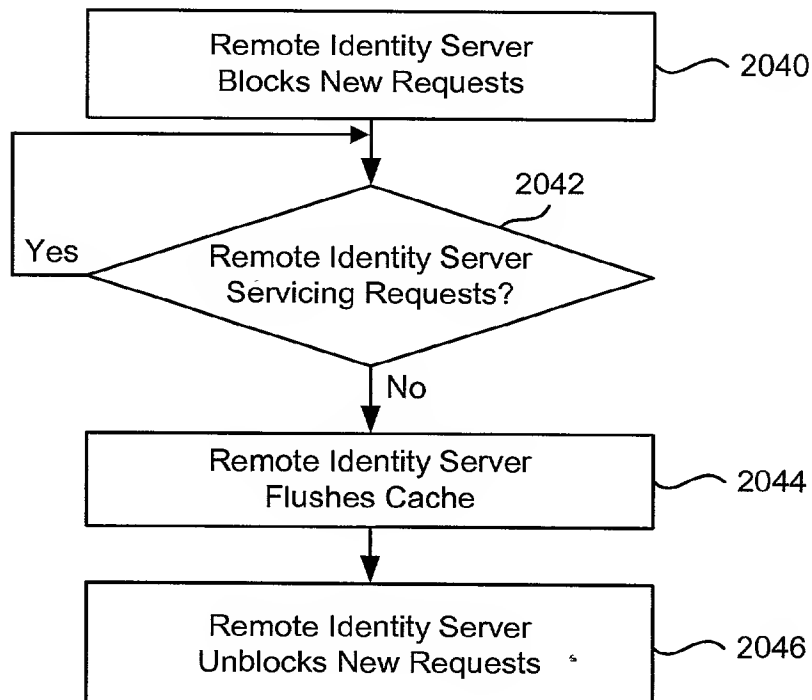 Remote Identity Server
Blocks New Requests
2040
2042
Yes
Remote Identity Server
Servicing Requests?
No
Remote Identity Server
Flushes Cache
2044
Remote Identity Server
Unblocks New Requests
2046